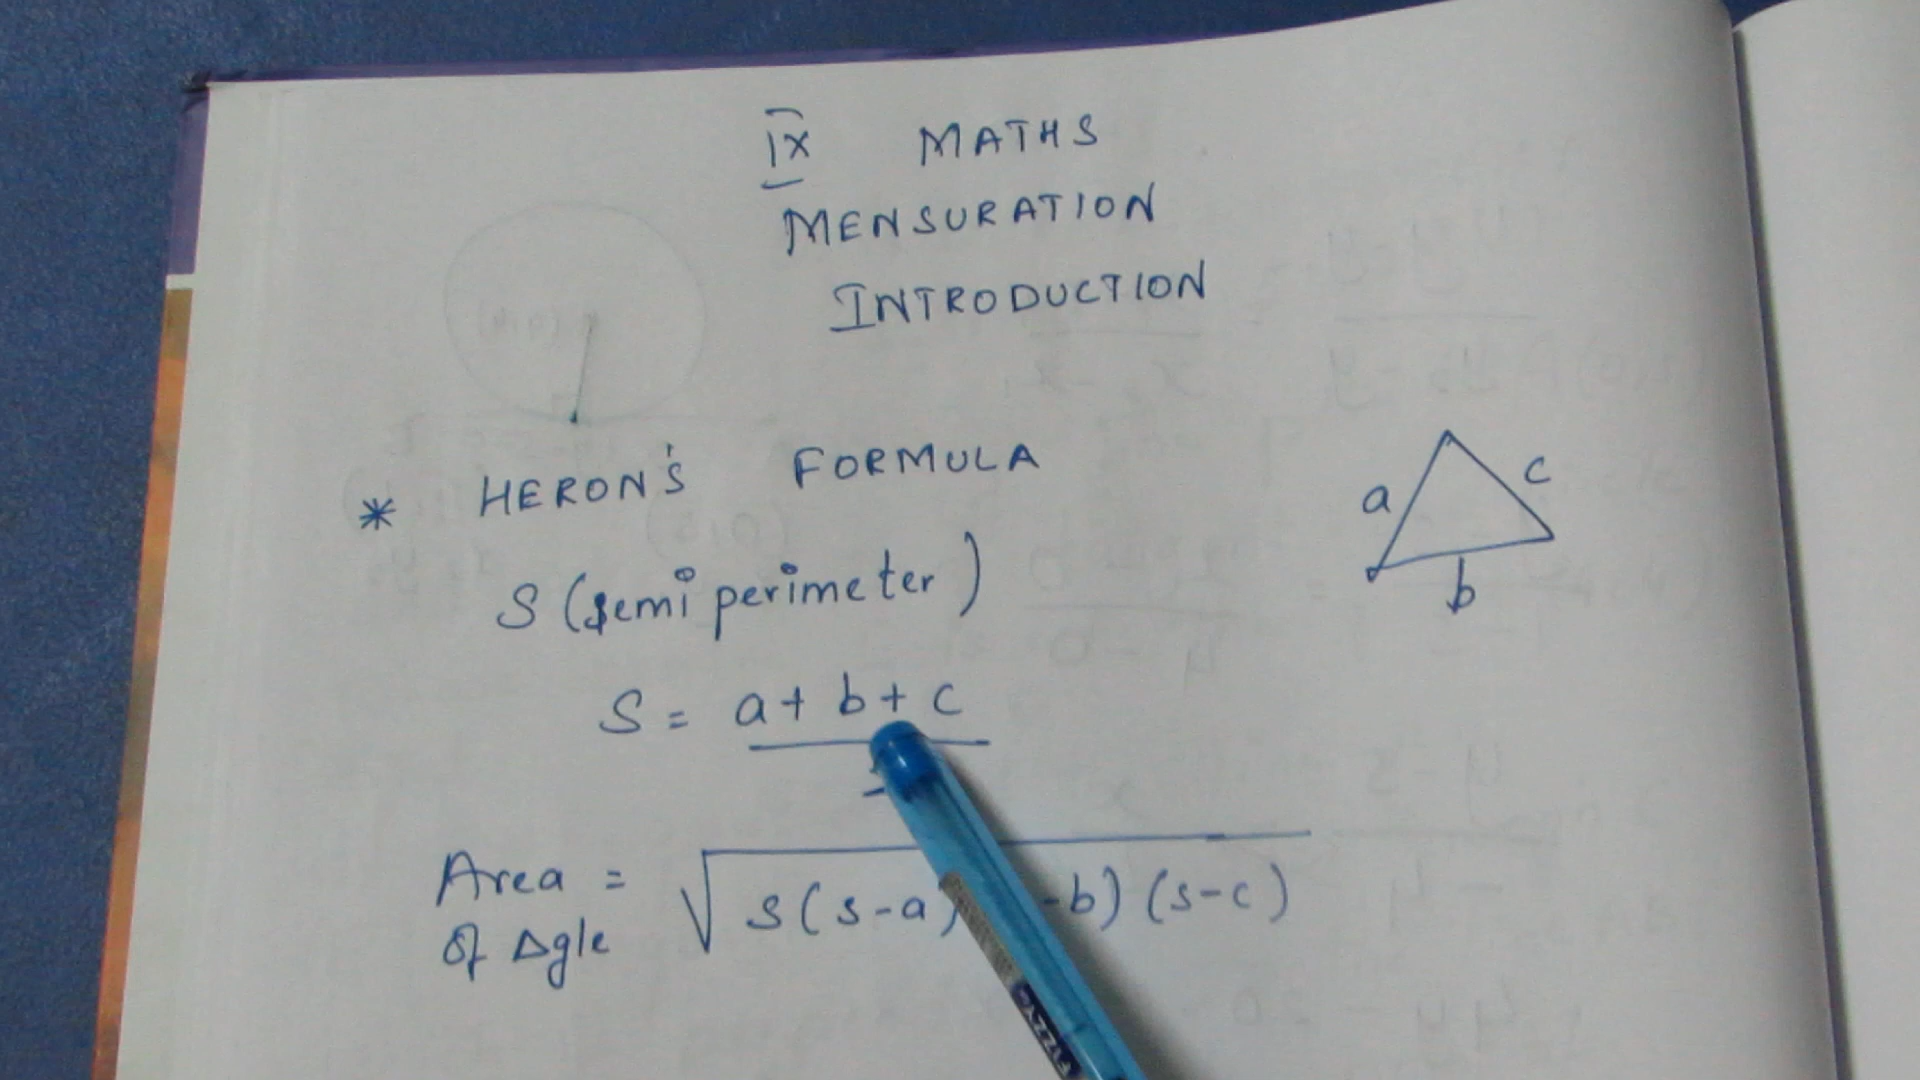 IX MATHS
MENSURATION
INTRODUCTION
* HERON'S FORMULA
S (semi perimeter)
S = a + b + c
Area = √ s(s-a) -b) (s-c)
of Δgle
a
c
b